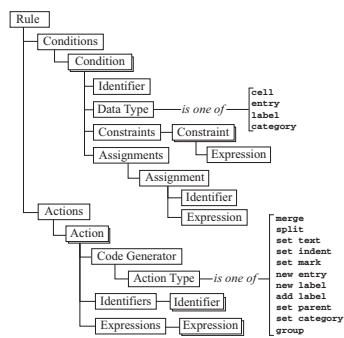 Rule
Conditions
Condition
Identifier
Data Type
is one of
cell
entry
label
category
Constraints
Constraint
Expression
Assignments
Assignment
Identifier
Expression
Actions
Action
Code Generator
Action Type
is one of
merge
split
set text
set indent
set mark
new entry
new label
add label
set parent
set category
group
Identifiers
Identifier
Expressions
Expression